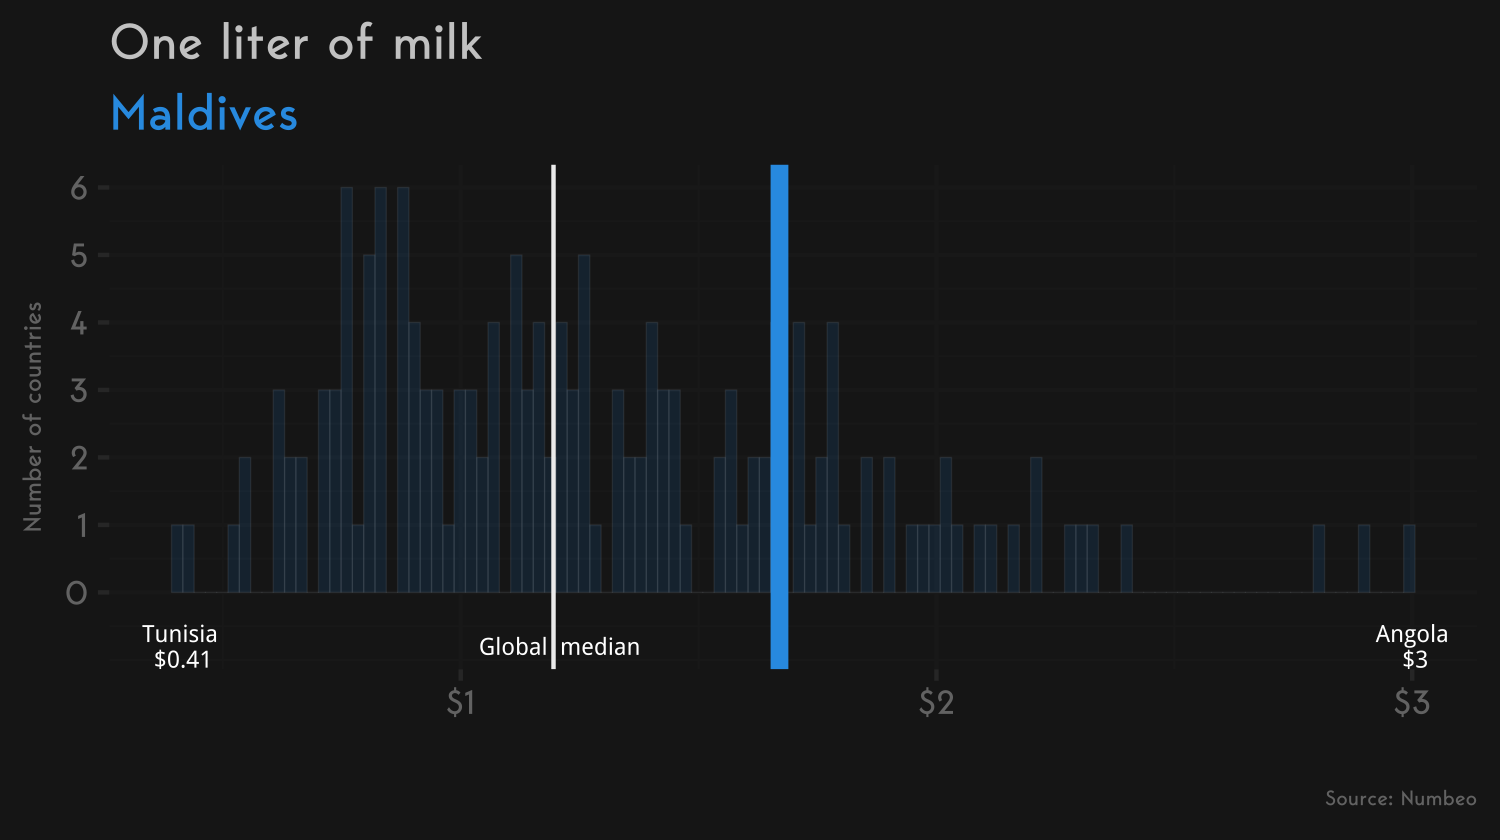 One liter of milk
Maldives
Number of countries
6
5
4
3
2
1
0
Tunisia
$0.41
Global median
Angola
$3
$1
$2
$3
Source: Numbeo